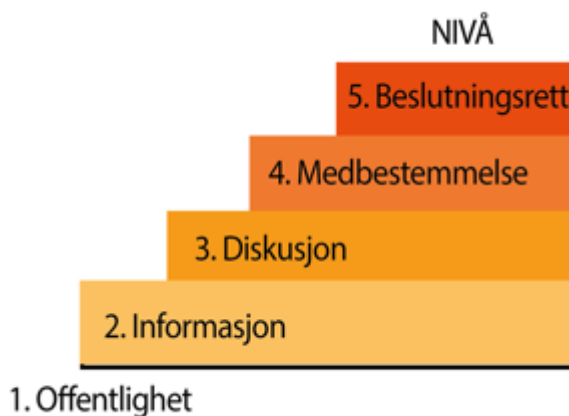 NIVÅ
5. Beslutningsrett
4. Medbestemmelse
3. Diskusjon
2. Informasjon
1. Offentlighet